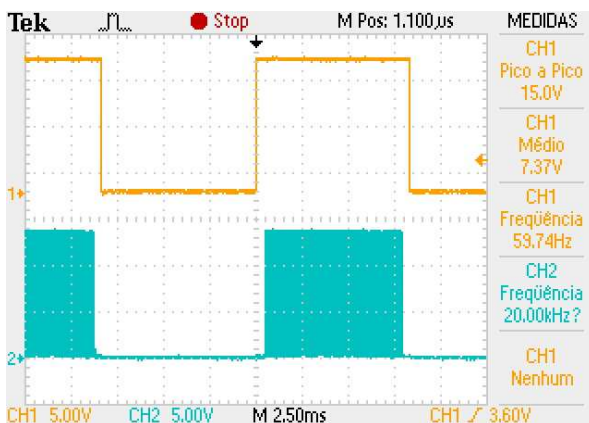 Tek Stop M Pos: 1.100µs MEDIDAS
CH1
Pico a Pico
15.0V
CH1
Médio
7.37V
1
CH1
Freqüência
59.74Hz
CH2
Freqüência
20.00kHz?
2
CH1
Nenhum
CH1 5.00V CH2 5.00V M 2.50ms CH1 3.60V